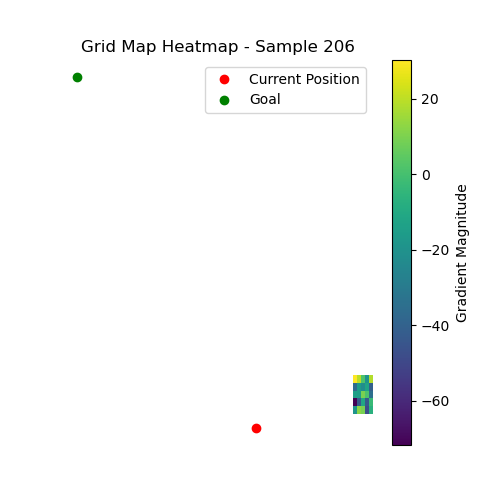 Grid Map Heatmap - Sample 206
Current Position
Goal
20
0
−20
−40
−60
Gradient Magnitude